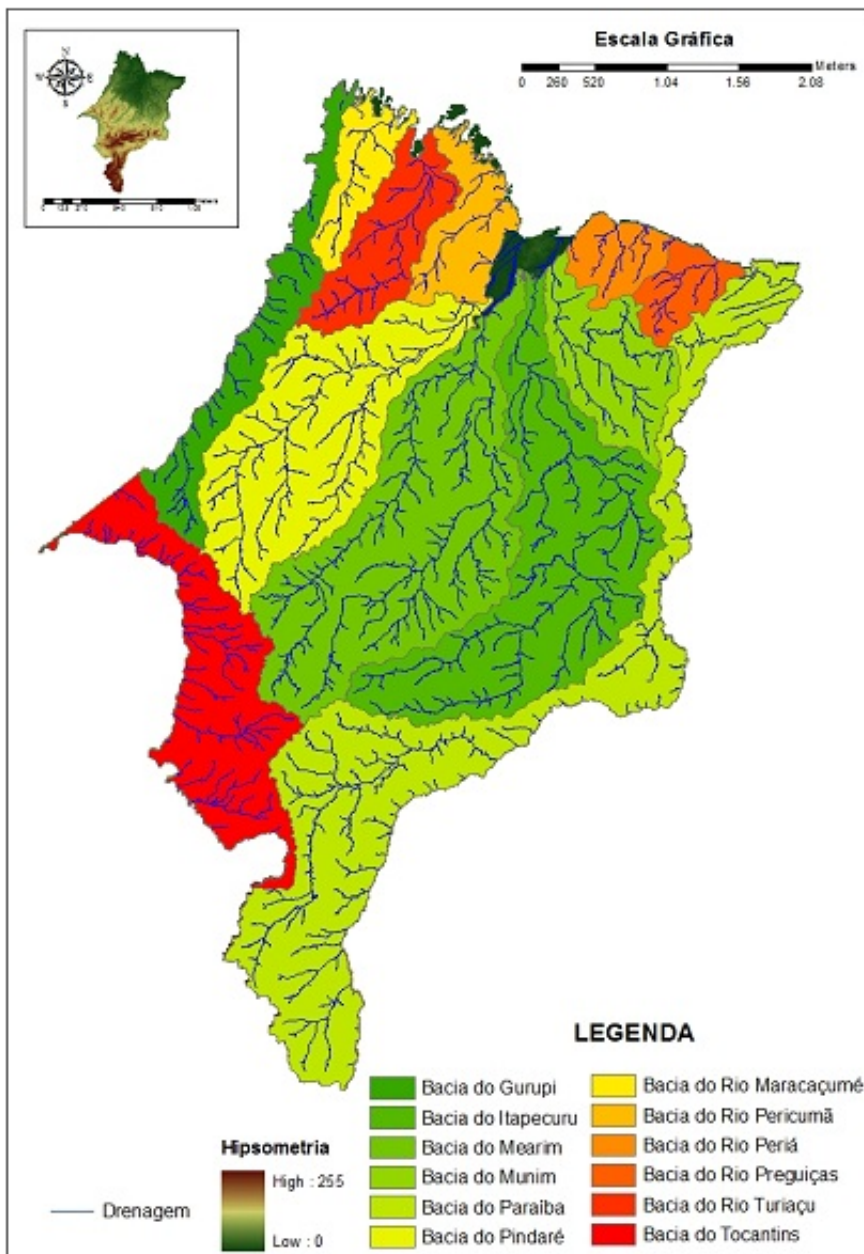 Escala Gráfica
Meters
0 260 520 1.04 1.56 2.08
N
W E
S
LEGENDA
Bacia do Gurupi
Bacia do Itapecuru
Bacia do Mearim
Bacia do Munim
Bacia do Paraíba
Bacia do Pindaré
Bacia do Rio Maracaçumé
Bacia do Rio Pericumã
Bacia do Rio Periá
Bacia do Rio Preguiças
Bacia do Rio Turiaçu
Bacia do Tocantins
Hipsometria
High : 255
Low : 0
Drenagem